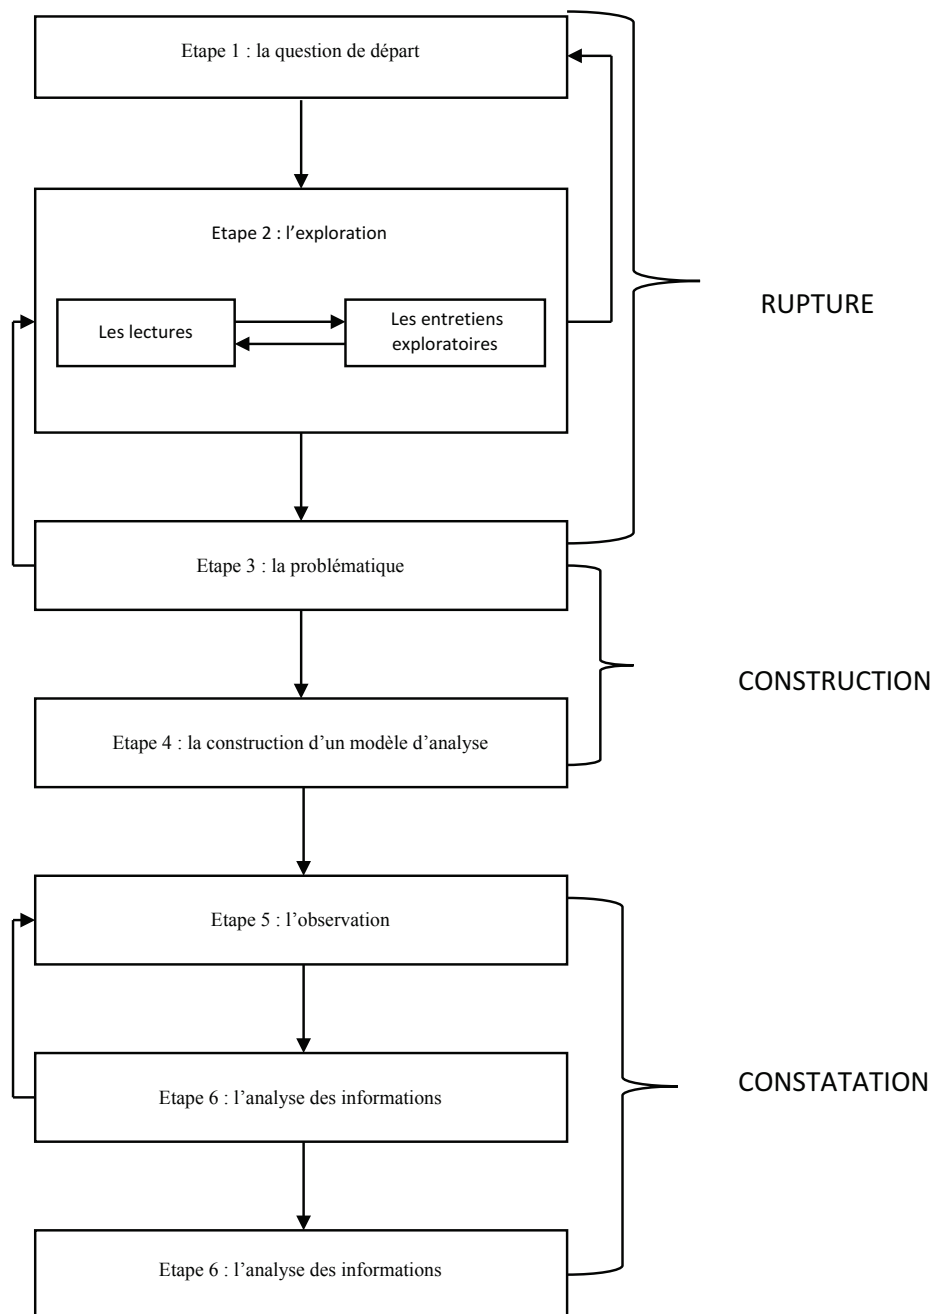 Etape 1 : la question de départ
Etape 2 : l’exploration
Les lectures
Les entretiens
exploratoires
RUPTURE
Etape 3 : la problématique
CONSTRUCTION
Etape 4 : la construction d’un modèle d’analyse
Etape 5 : l’observation
Etape 6 : l’analyse des informations
CONSTATATION
Etape 6 : l’analyse des informations